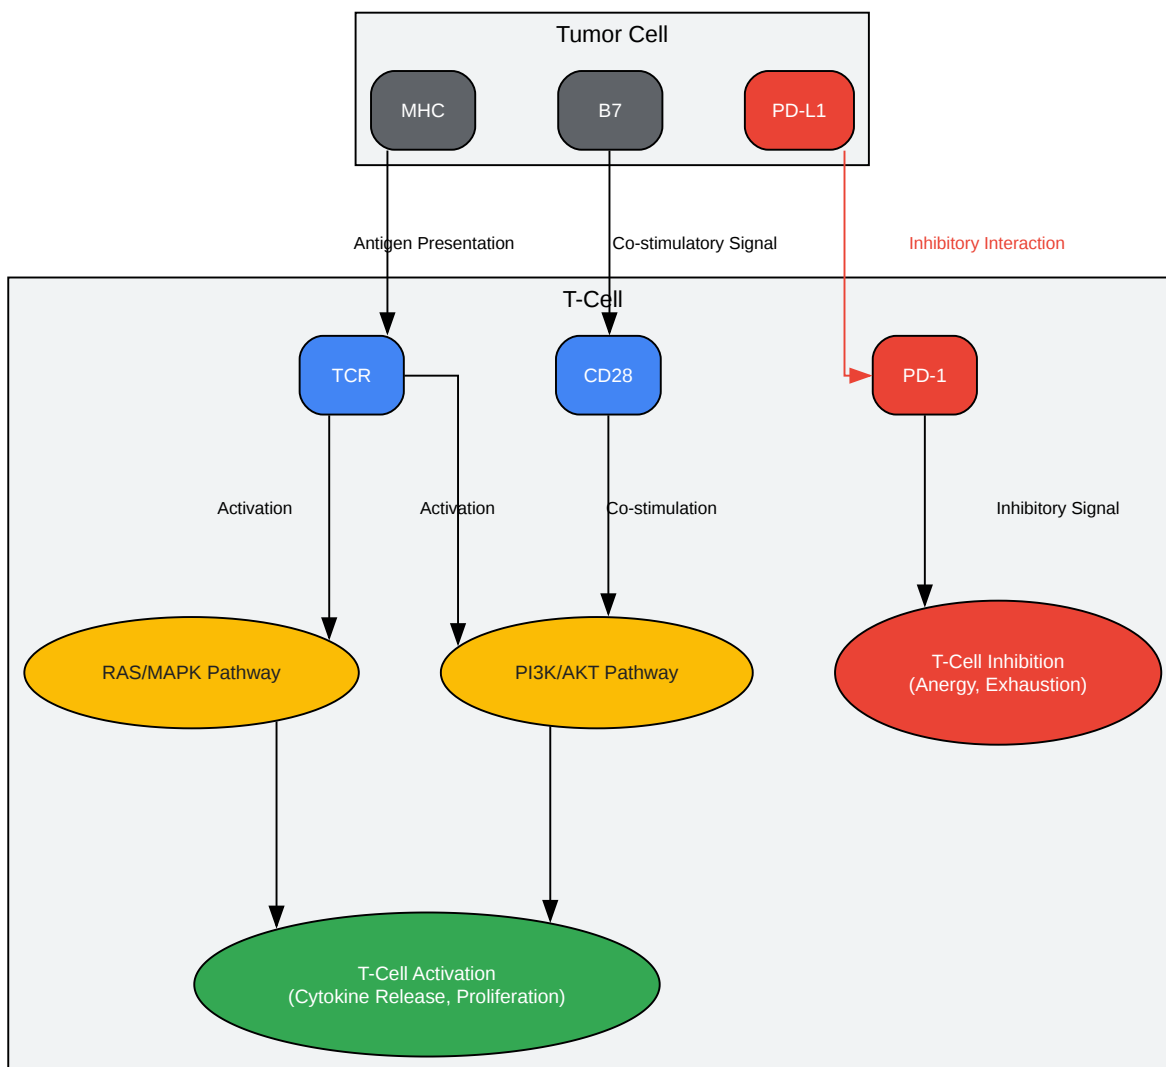 Tumor Cell
MHC
B7
PD-L1
Antigen Presentation
Co-stimulatory Signal
Inhibitory Interaction
T-Cell
TCR
CD28
PD-1
Activation
Activation
Co-stimulation
Inhibitory Signal
RAS/MAPK Pathway
PI3K/AKT Pathway
T-Cell Inhibition
(Anergy, Exhaustion)
T-Cell Activation
(Cytokine Release, Proliferation)